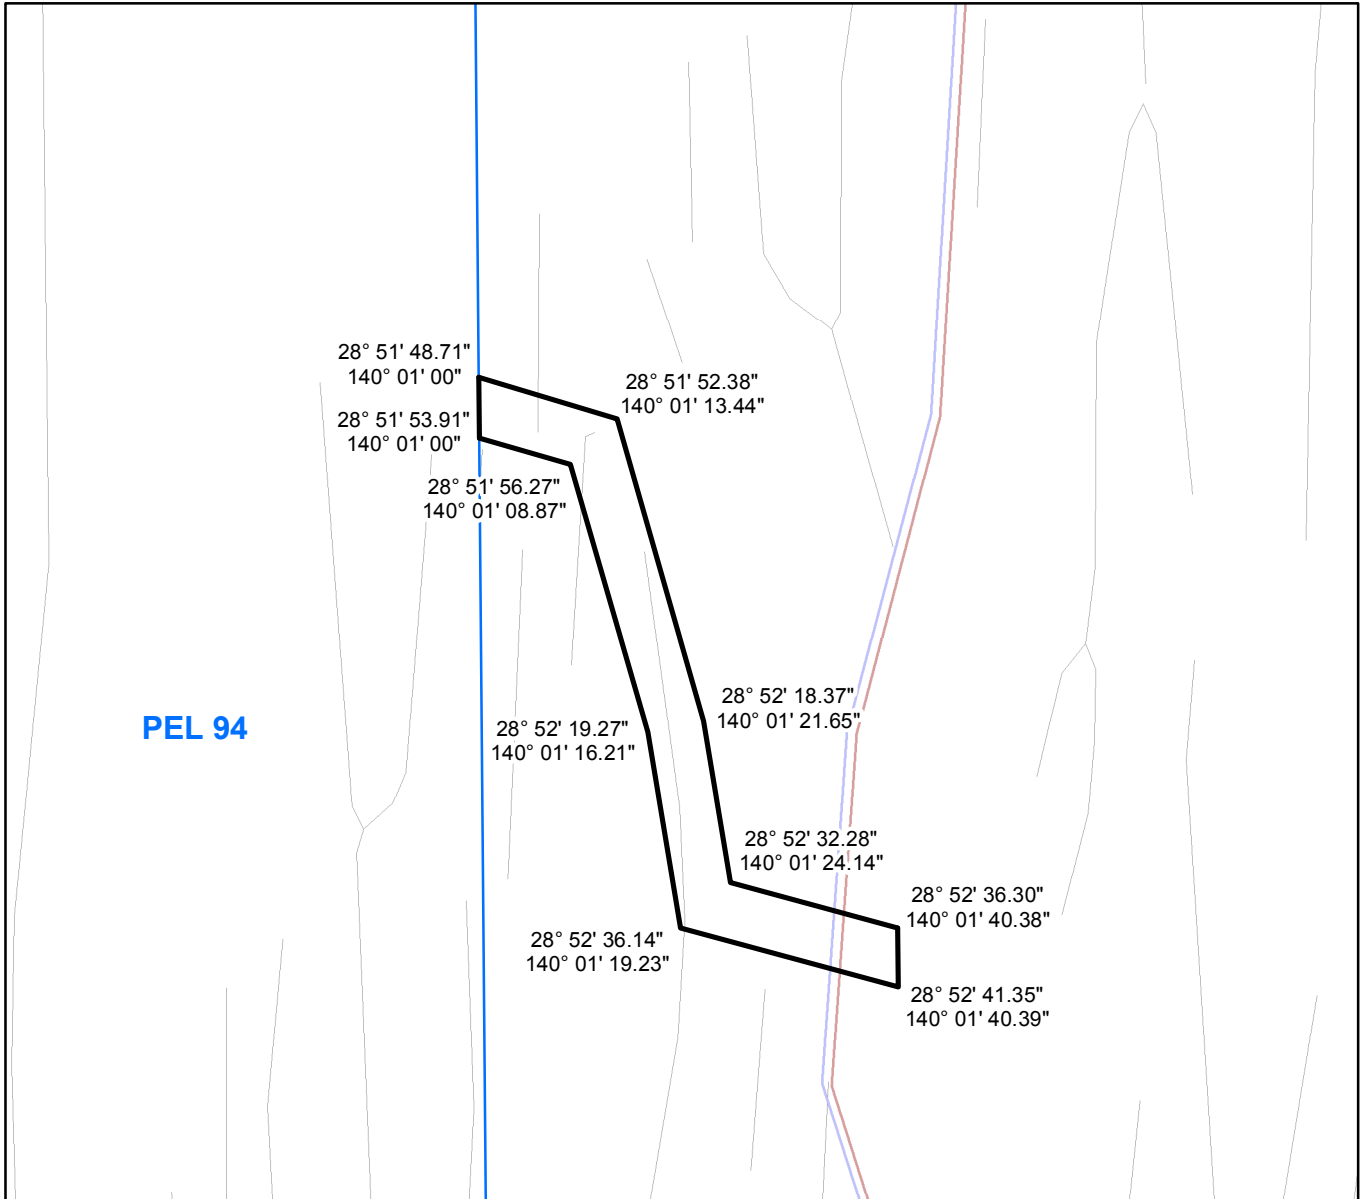 28° 51' 48.71"
140° 01' 00"
28° 51' 52.38"
140° 01' 13.44"
28° 51' 53.91"
140° 01' 00"
28° 51' 56.27"
140° 01' 08.87"
28° 52' 18.37"
140° 01' 21.65"
PEL 94
28° 52' 19.27"
140° 01' 16.21"
28° 52' 32.28"
140° 01' 24.14"
28° 52' 36.30"
140° 01' 40.38"
28° 52' 36.14"
140° 01' 19.23"
28° 52' 41.35"
140° 01' 40.39"